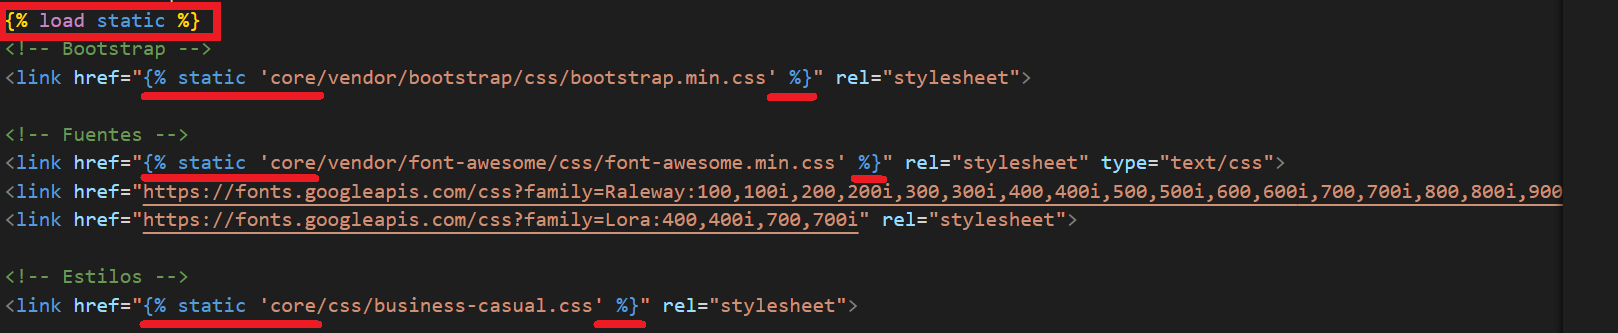 {% load static %}
<!-- Bootstrap -->
<link href="{% static 'core/vendor/bootstrap/css/bootstrap.min.css' %}" rel="stylesheet">
<!-- Fuentes -->
<link href="{% static 'core/vendor/font-awesome/css/font-awesome.min.css' %}" rel="stylesheet" type="text/css">
<link href="https://fonts.googleapis.com/css?family=Raleway:100,100i,200,200i,300,300i,400,400i,500,500i,600,600i,700,700i,800,800i,900
<link href="https://fonts.googleapis.com/css?family=Lora:400,400i,700,700i" rel="stylesheet">
<!-- Estilos -->
<link href="{% static 'core/css/business-casual.css' %}" rel="stylesheet">